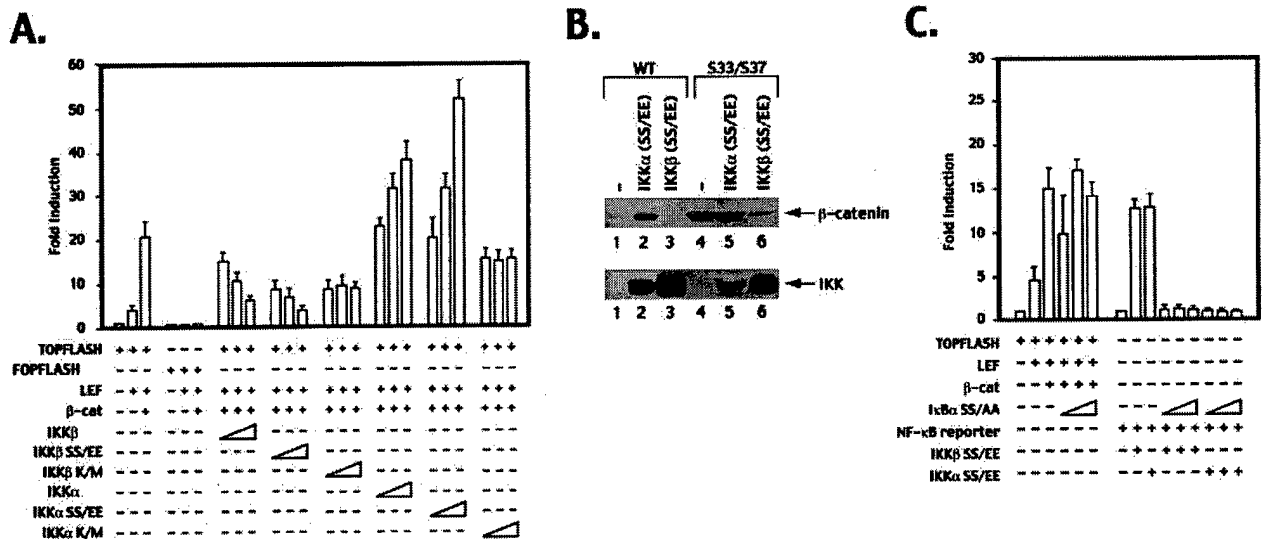 A.
60
50
40
30
20
10
0
Fold Induction
TOPFLASH + + + - - - + + + + + + + + + + + + + + + + + +
FOPFLASH - - - + + + - - - - - - - - - - - - - - - - - -
LEF - + + - + + + + + + + + + + + + + + + + + + + +
β-cat - - + - - + + + + + + + + + + + + + + + + + + +
IKKβ - - - - - - - - - - - - - - - - - - - - -
IKKβ SS/EE - - - - - - - - - - - - - - - - - - - - -
IKKβ K/M - - - - - - - - - - - - - - - - - - - - -
IKKα - - - - - - - - - - - - - - - - - - - - -
IKKα SS/EE - - - - - - - - - - - - - - - - - - - - -
IKKα K/M - - - - - - - - - - - - - - - - - - - - -
B.
WT S33/S37
- IKKα (SS/EE) IKKβ (SS/EE) - IKKα (SS/EE) IKKβ (SS/EE)
β-catenin
1 2 3 4 5 6
IKK
1 2 3 4 5 6
C.
30
25
20
15
10
5
0
Fold Induction
TOPFLASH + + + + + + - - - - - - - - -
LEF - + + + + + - - - - - - - - -
β-cat - - + + + + - - - - - - - - -
IκBα SS/AA - - - - - -
NF-κB reporter - - - - - - + + + + + + + + +
IKKβ SS/EE - - - - - - - + - + + + - - -
IKKα SS/EE - - - - - - - - + - - - + + +